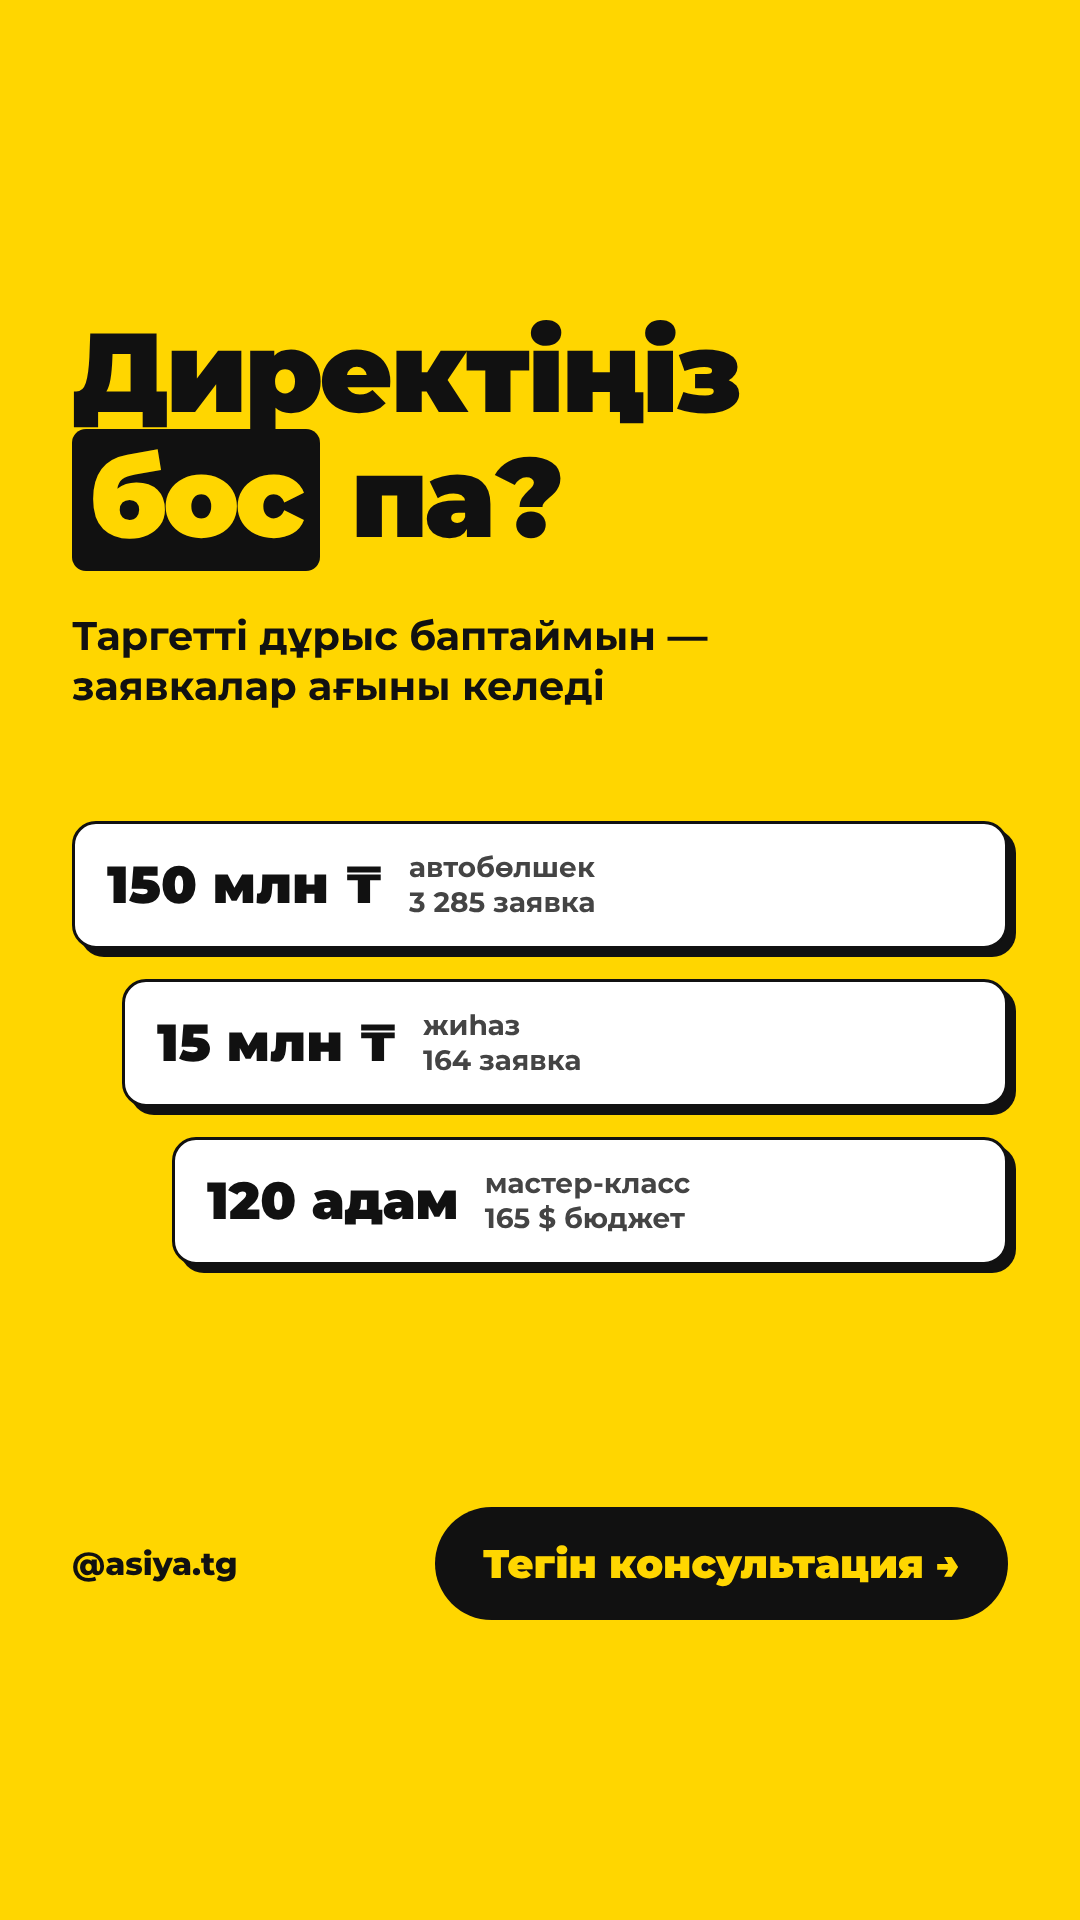 Директіңіз
бос па?
Таргетті дұрыс баптаймын —
заявкалар ағыны келеді
150 млн ₸
автобөлшек
3 285 заявка
15 млн ₸
жиһаз
164 заявка
120 адам
мастер-класс
165 $ бюджет
@asiya.tg
Тегін консультация →